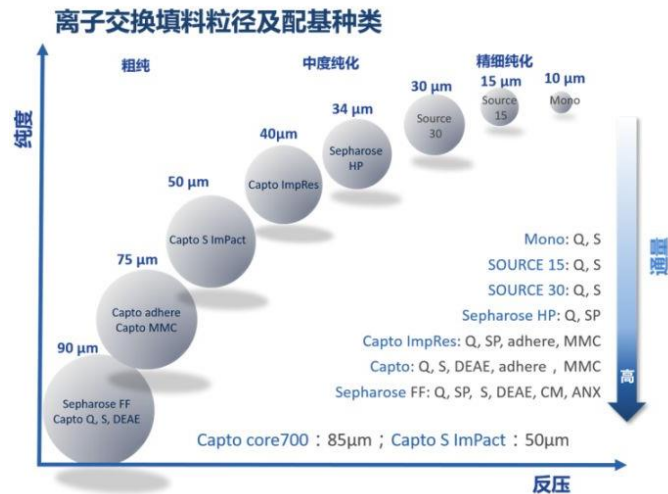 离子交换填料粒径及配基种类
粗纯
中度纯化
精细纯化
纯度
30 μm
15 μm
10 μm
34 μm
40μm
50 μm
75 μm
90 μm
Source
30
Source
15
Mono
Sepharose
HP
Capto ImpRes
Capto S ImPact
Capto adhere
Capto MMC
Sepharose FF
Capto Q, S, DEAE
Mono: Q, S
SOURCE 15: Q, S
SOURCE 30: Q, S
Sepharose HP: Q, SP
Capto ImpRes: Q, SP, adhere, MMC
Capto: Q, S, DEAE, adhere , MMC
Sepharose FF: Q, SP, S, DEAE, CM, ANX
通量
高
Capto core700：85μm；Capto S ImPact：50μm
反压